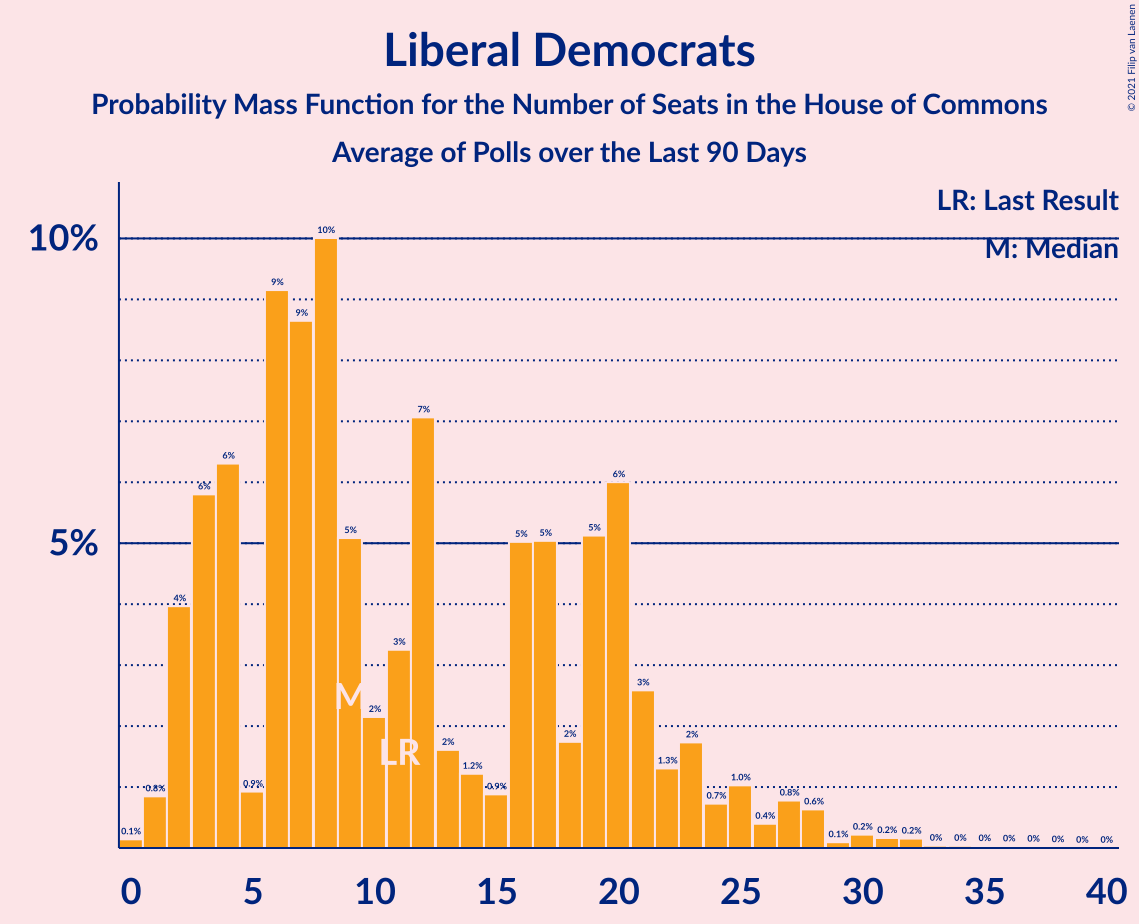 © 2021 Filip van Laenen
Liberal Democrats
Probability Mass Function for the Number of Seats in the House of Commons
Average of Polls over the Last 90 Days
LR: Last Result
M: Median
10%
5%
0.1% 0.8% 4% 6% 6% 0.9% 9% 9% 10% 5% 2% 3% 7% 2% 1.2% 0.9% 5% 5% 2% 5% 6% 3% 1.3% 2% 0.7% 1.0% 0.4% 0.8% 0.6% 0.1% 0.2% 0.2% 0.2% 0% 0% 0% 0% 0% 0% 0% 0%
M
LR
0 5 10 15 20 25 30 35 40